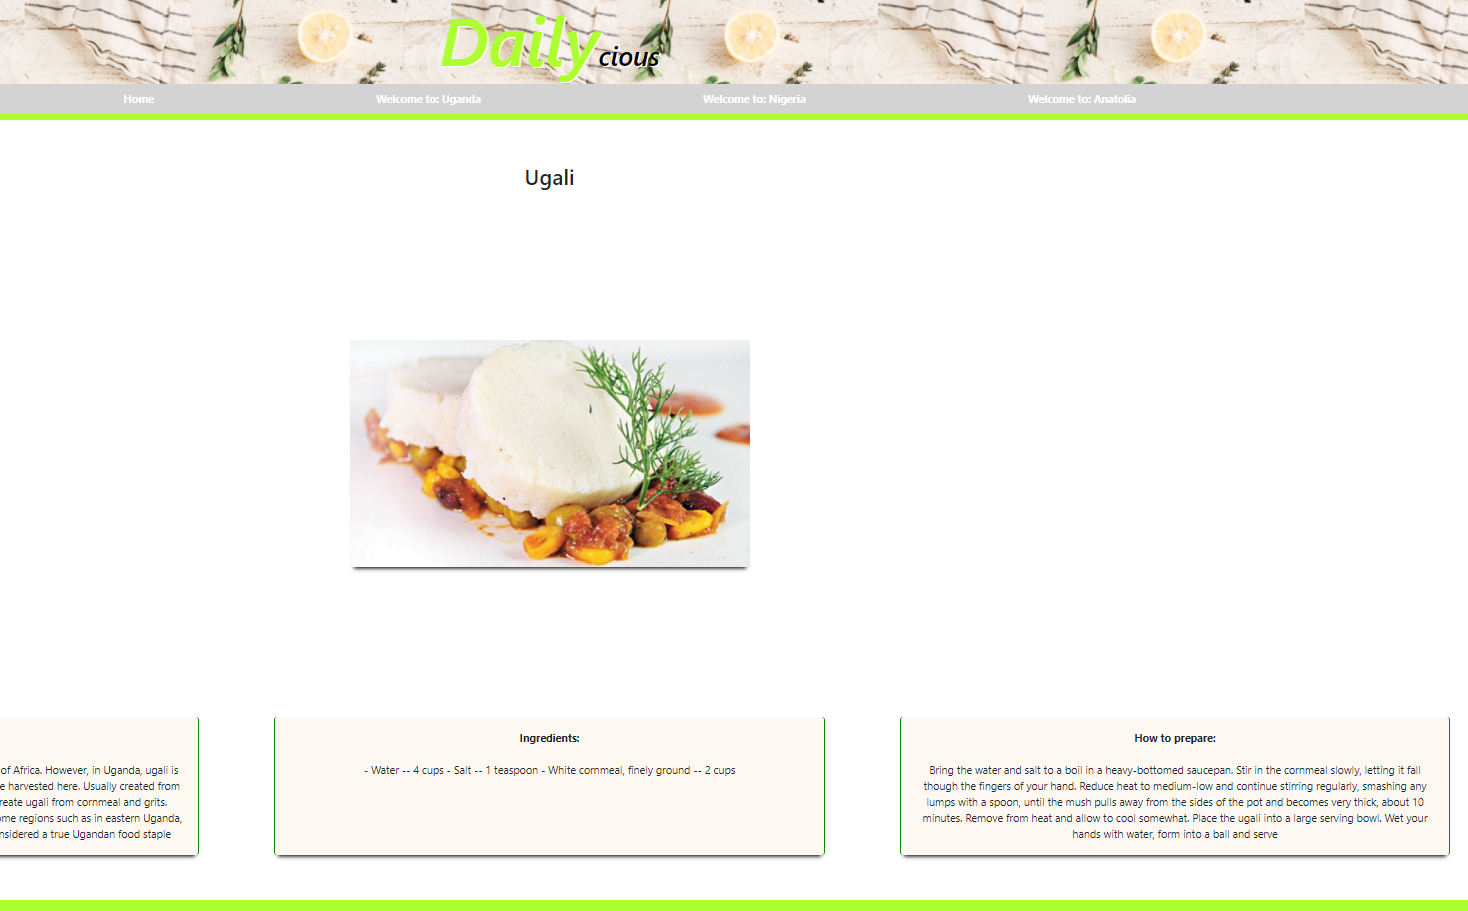 Dailycious
Home Welcome to: Uganda Welcome to: Nigeria Welcome to: Anatolia
Ugali
of Africa. However, in Uganda, ugali is
e harvested here. Usually created from
reate ugali from cornmeal and grits.
ome regions such as in eastern Uganda,
nsidered a true Ugandan food staple
Ingredients:
- Water -- 4 cups - Salt -- 1 teaspoon - White cornmeal, finely ground -- 2 cups
How to prepare:
Bring the water and salt to a boil in a heavy-bottomed saucepan. Stir in the cornmeal slowly, letting it fall
though the fingers of your hand. Reduce heat to medium-low and continue stirring regularly, smashing any
lumps with a spoon, until the mush pulls away from the sides of the pot and becomes very thick, about 10
minutes. Remove from heat and allow to cool somewhat. Place the ugali into a large serving bowl. Wet your
hands with water, form into a ball and serve